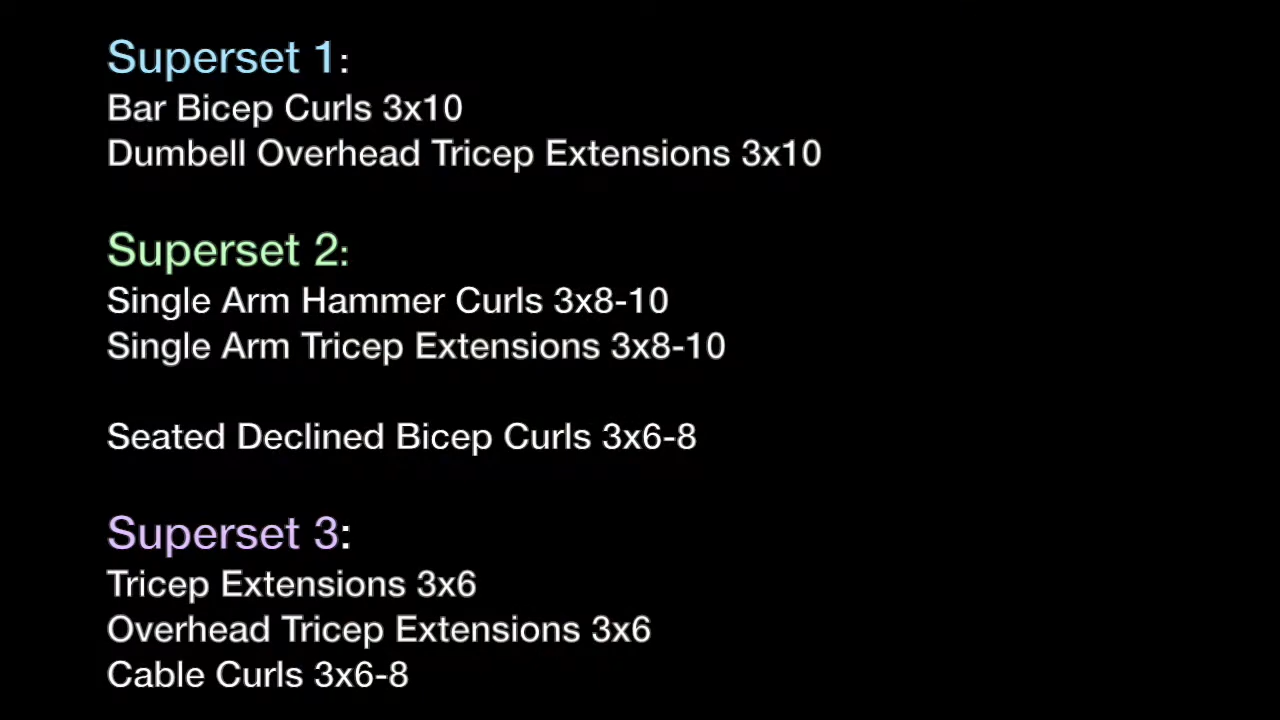 Superset 1:
Bar Bicep Curls 3x10
Dumbell Overhead Tricep Extensions 3x10
Superset 2:
Single Arm Hammer Curls 3x8-10
Single Arm Tricep Extensions 3x8-10
Seated Declined Bicep Curls 3x6-8
Superset 3:
Tricep Extensions 3x6
Overhead Tricep Extensions 3x6
Cable Curls 3x6-8